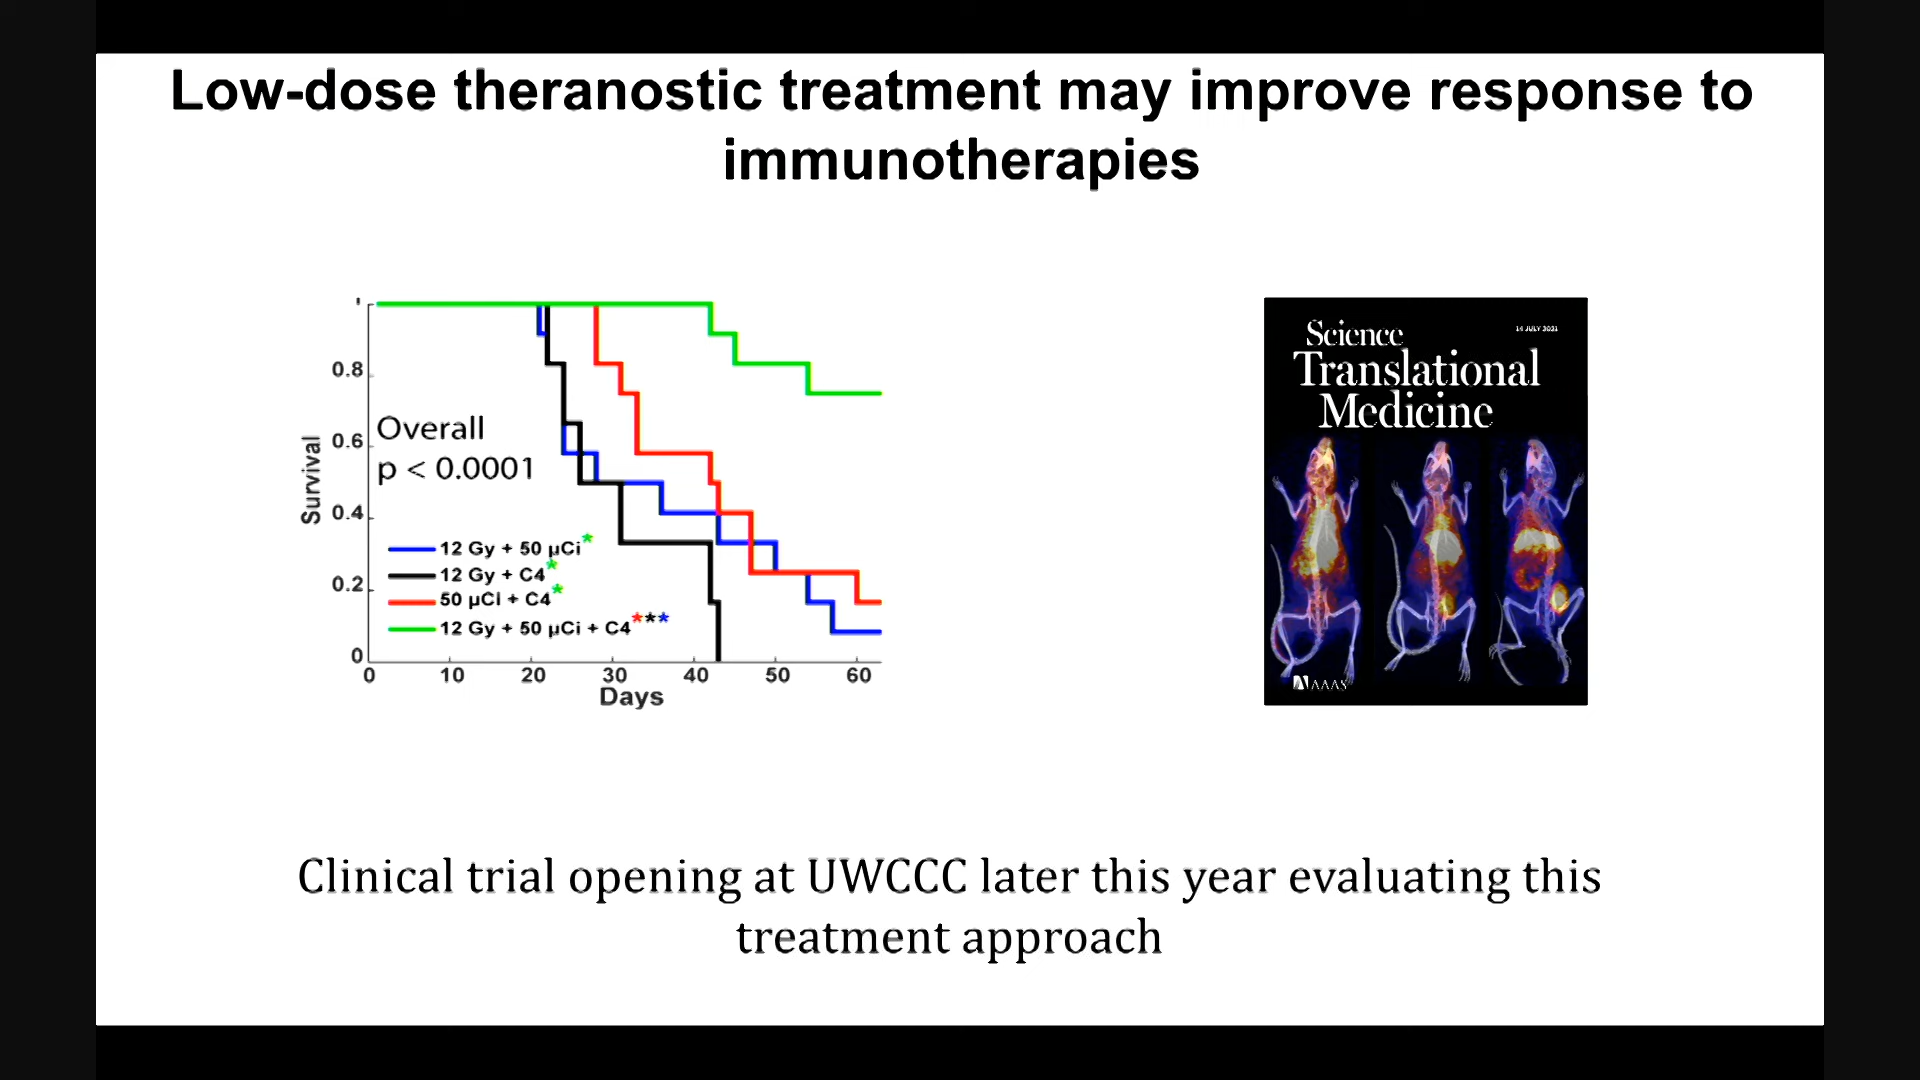 Low-dose theranostic treatment may improve response to
immunotherapies
0.8
0.6
0.4
0.2
0
Survival
Overall
p < 0.0001
12 Gy + 50 µCi*
12 Gy + C4*
50 µCi + C4*
12 Gy + 50 µCi + C4***
0 10 20 30 40 50 60
Days
Science
14 JULY 2021
Translational
Medicine
AAAS
Clinical trial opening at UWCCC later this year evaluating this
treatment approach